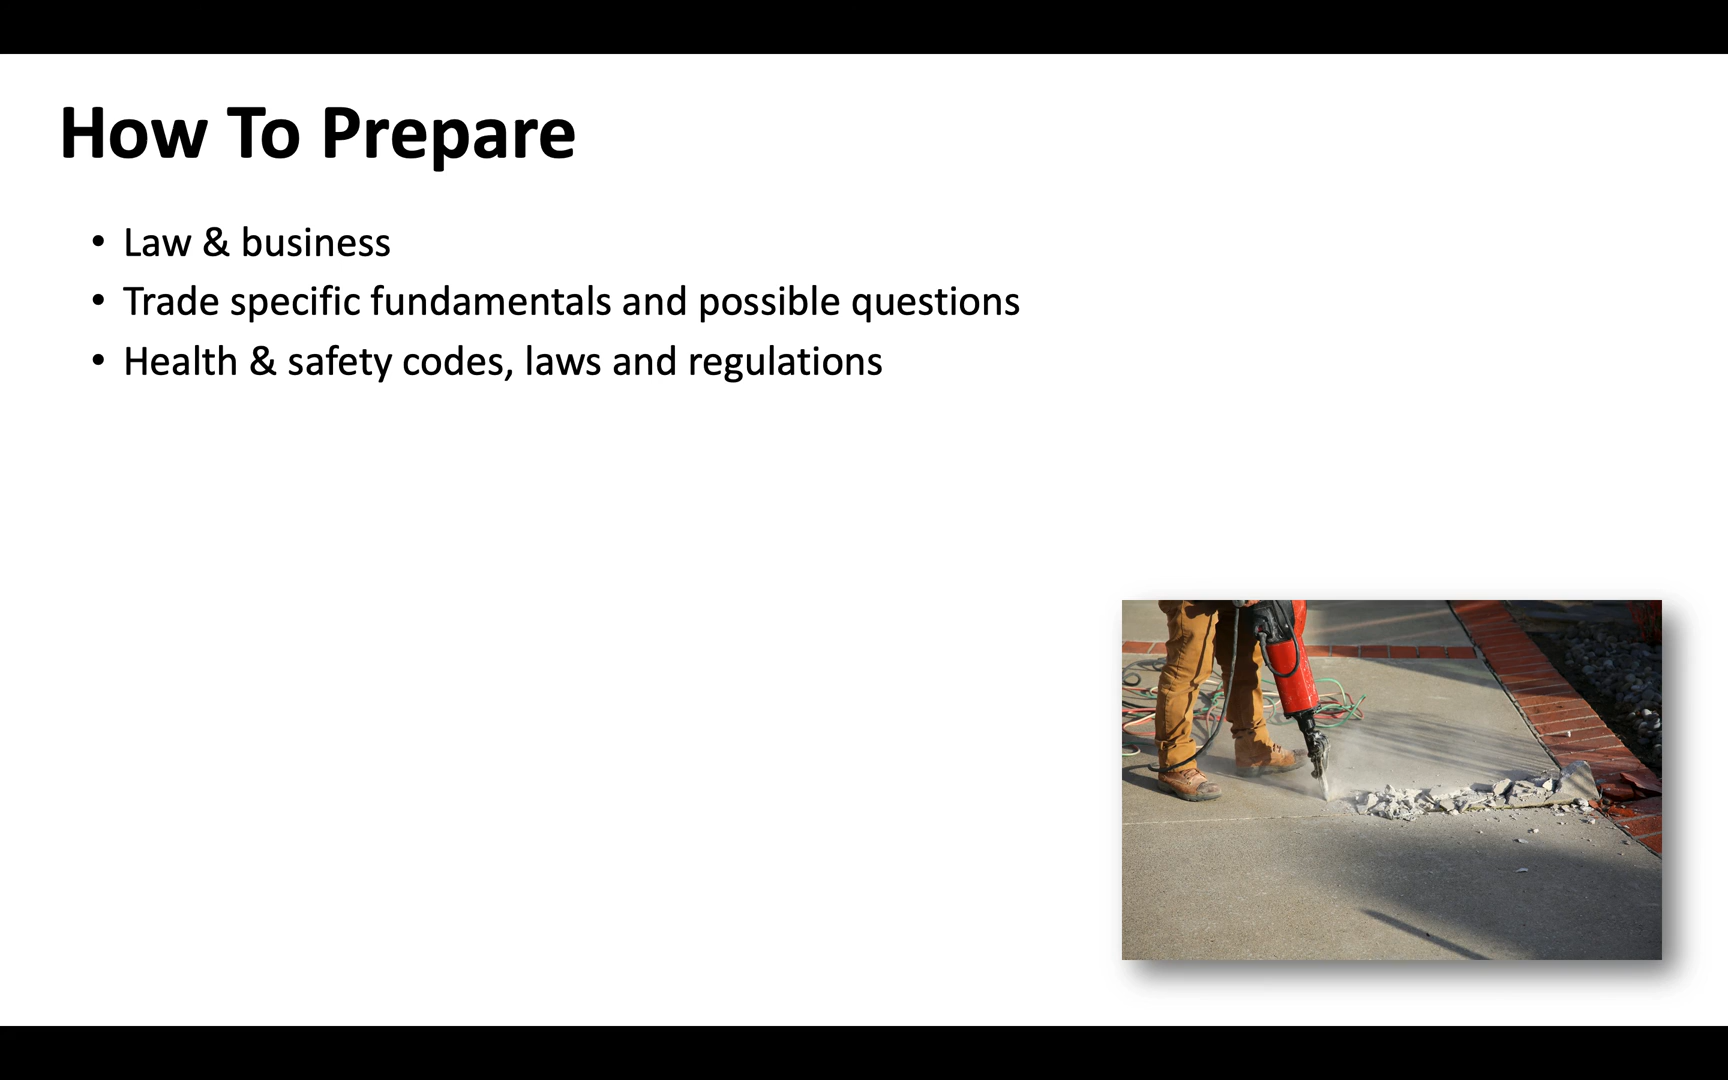 How To Prepare
• Law & business
• Trade specific fundamentals and possible questions
• Health & safety codes, laws and regulations